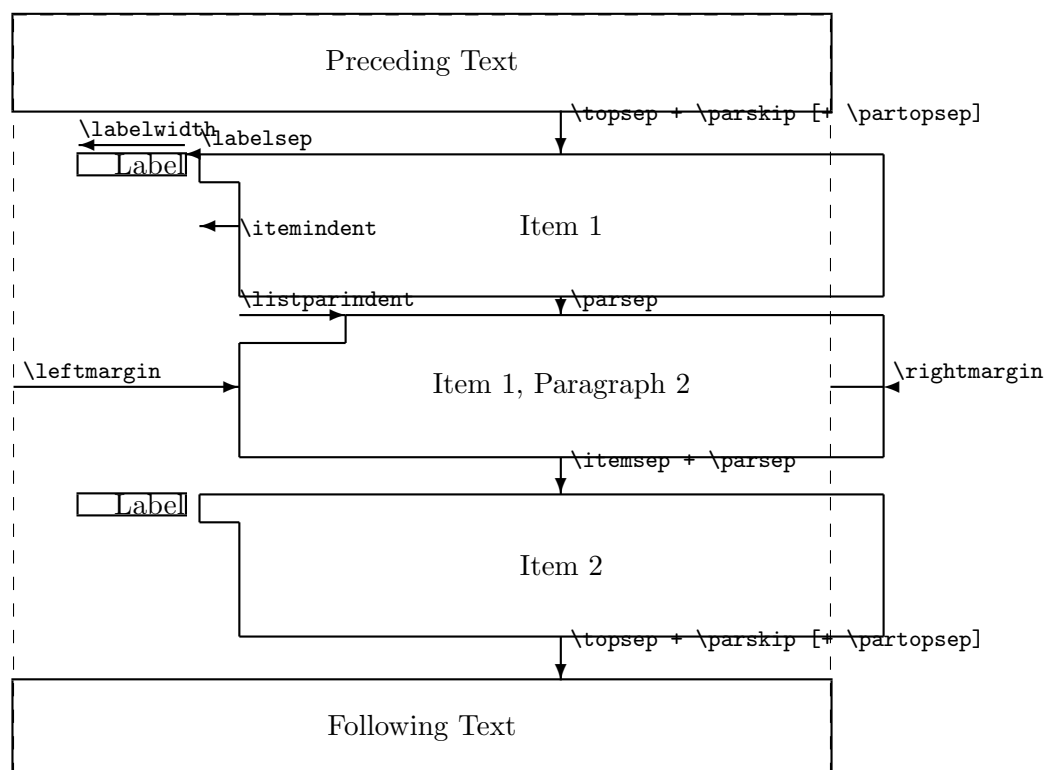 Preceding Text
\topsep + \parskip [+ \partopsep]
\labelwidth
\labelsep
Label
Item 1
\itemindent
\listparindent
\parsep
\leftmargin
Item 1, Paragraph 2
\rightmargin
\itemsep + \parsep
Label
Item 2
\topsep + \parskip [+ \partopsep]
Following Text